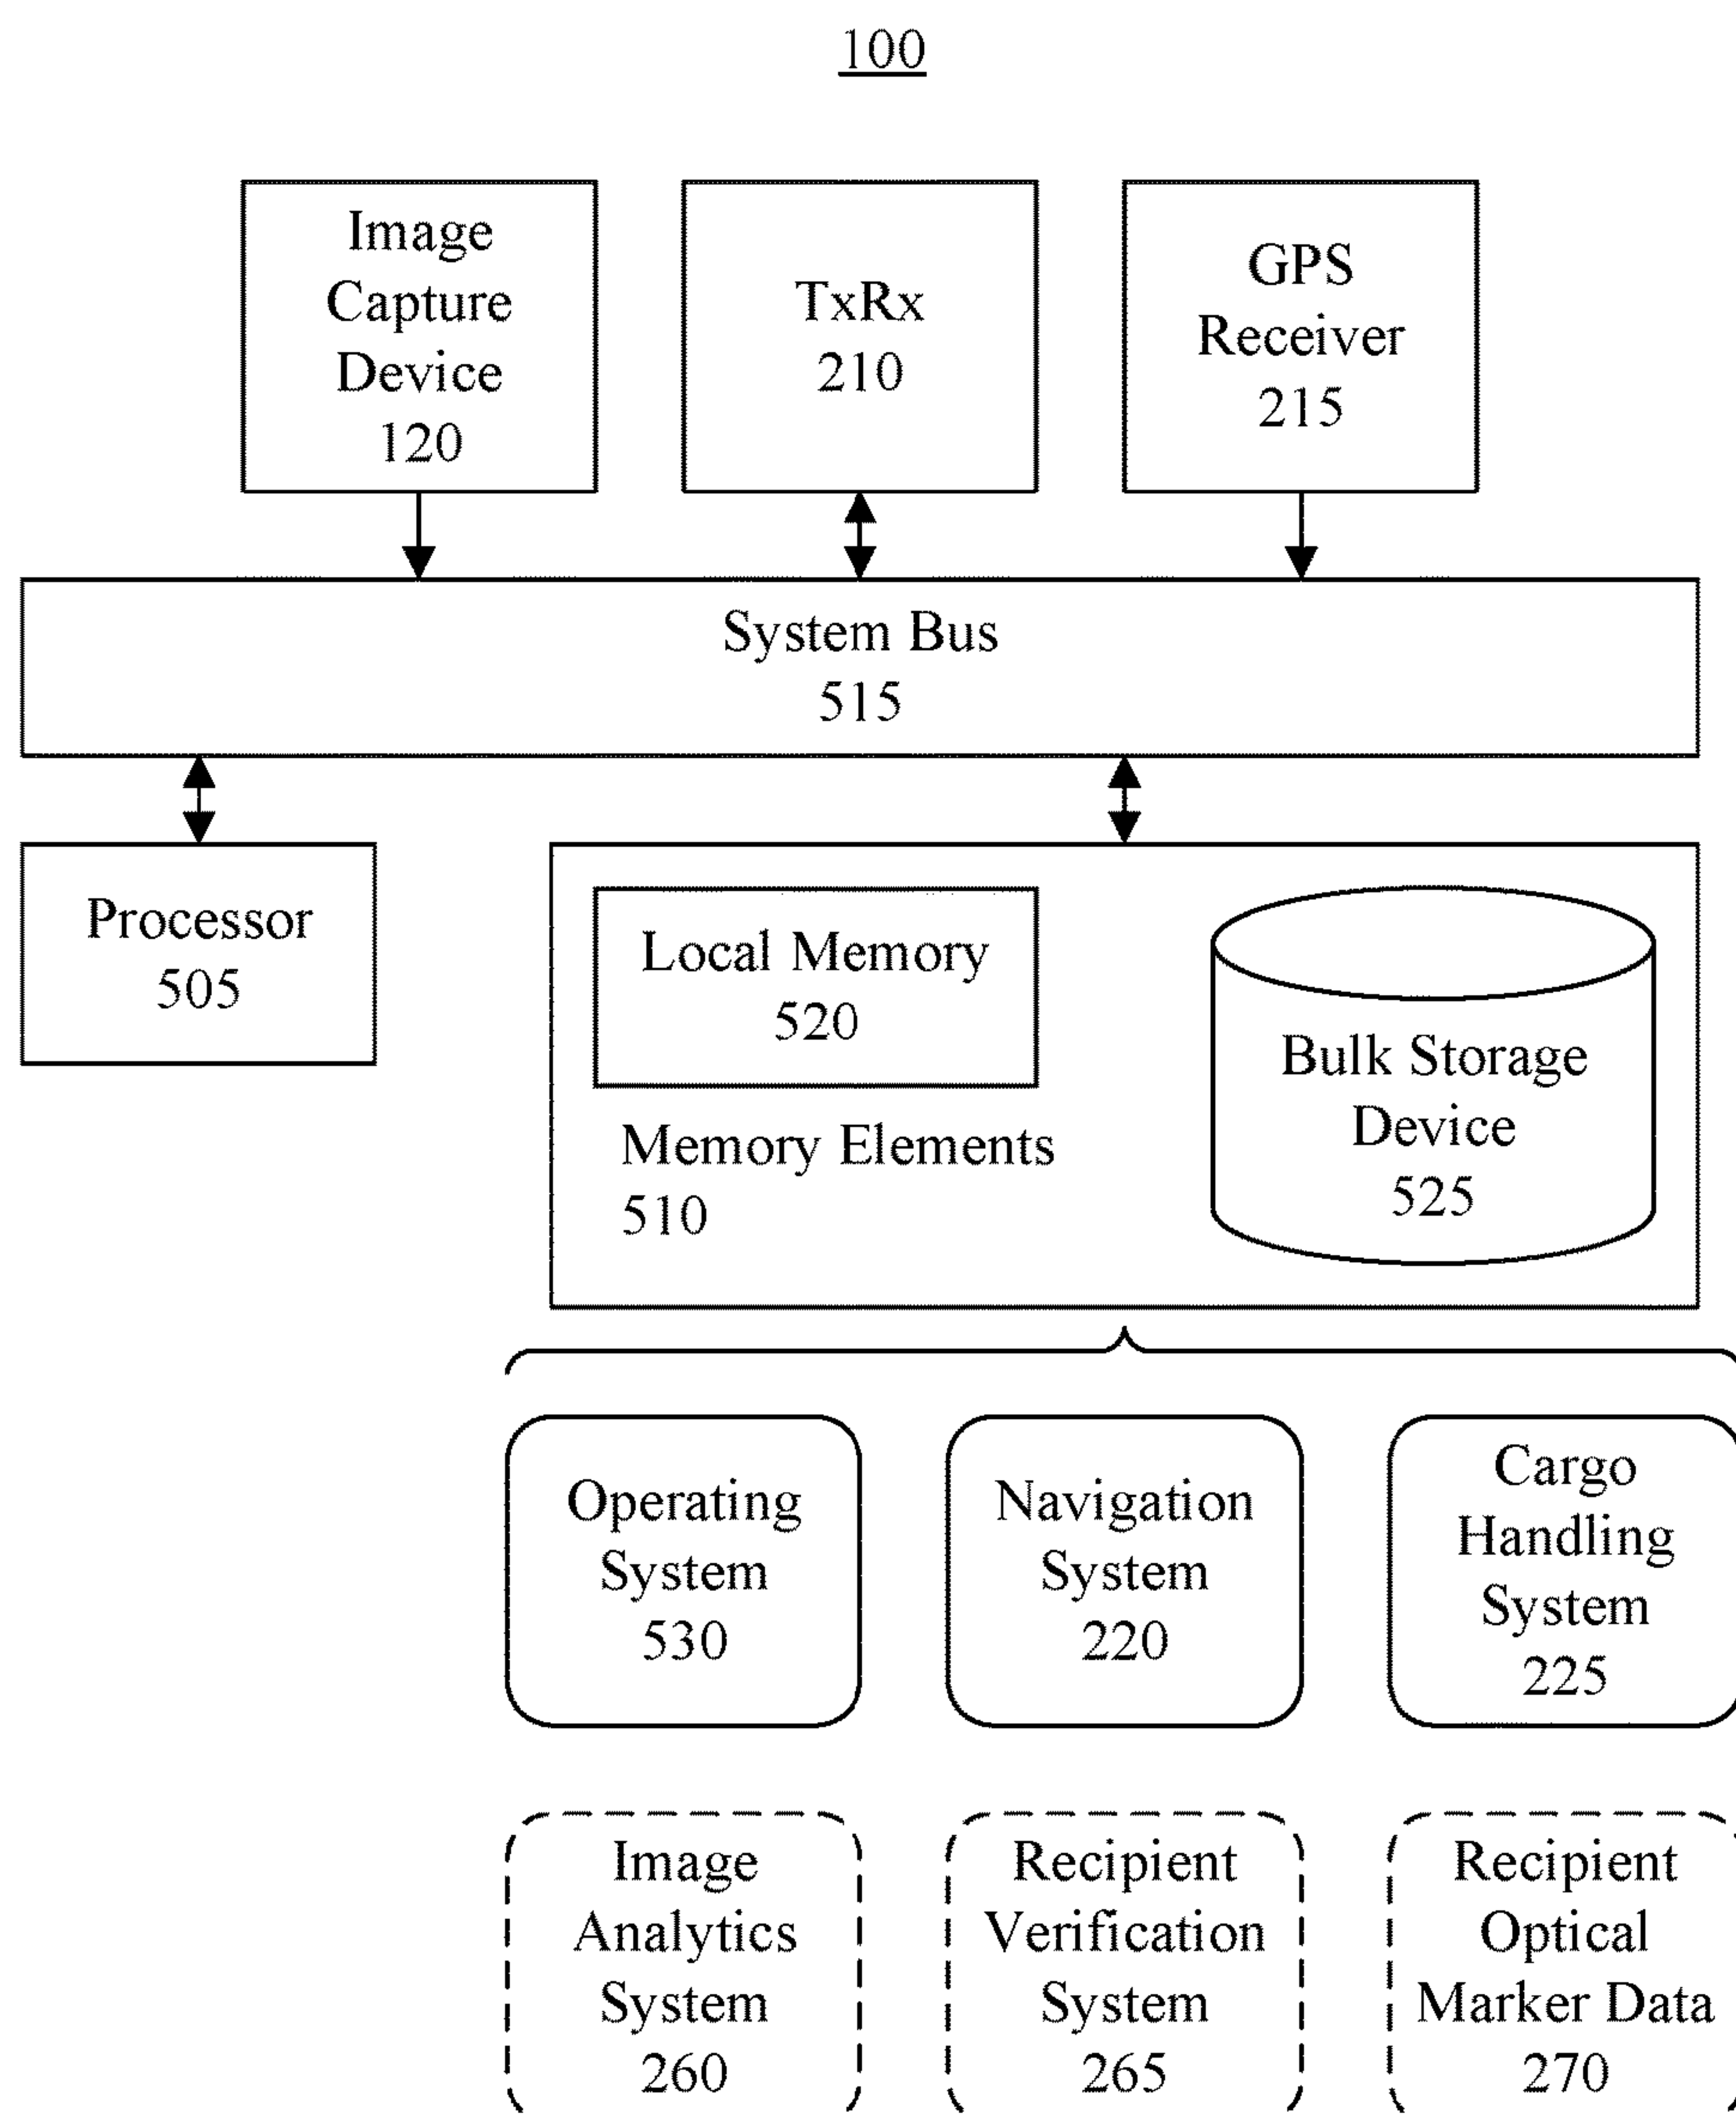 100
Image
Capture
Device
120
TxRx
210
GPS
Receiver
215
System Bus
515
Processor
505
Local Memory
520
Memory Elements
510
Bulk Storage
Device
525
Operating
System
530
Navigation
System
220
Cargo
Handling
System
225
Image
Analytics
System
260
Recipient
Verification
System
265
Recipient
Optical
Marker Data
270